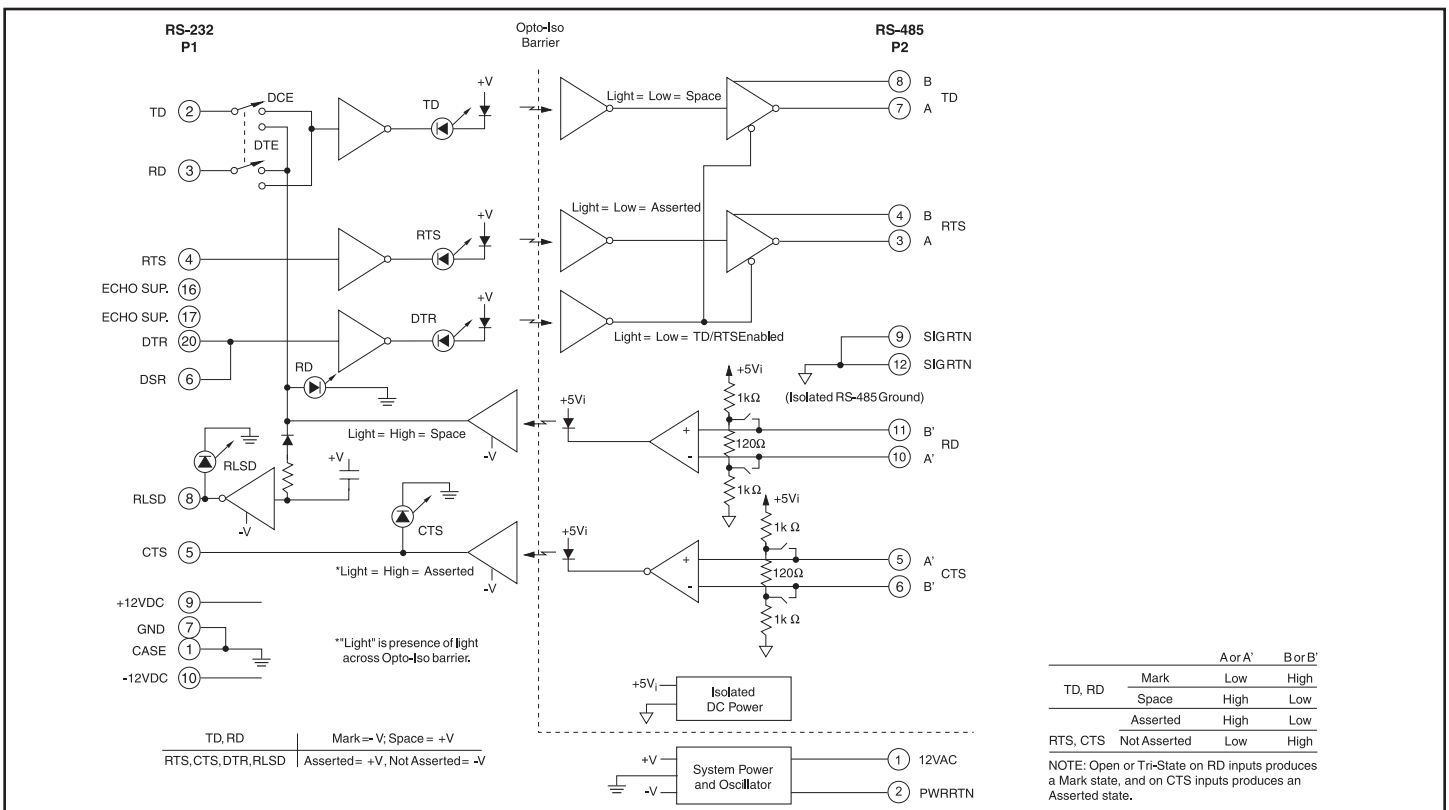 RS-232
P1
Opto-Iso
Barrier
RS-485
P2
TD 2
DCE
DTE
RD 3
TD
+V
Light = Low = Space
8 B
TD
7 A
RTS 4
RTS
+V
Light = Low = Asserted
4 B
RTS
3 A
ECHO SUP. 16
ECHO SUP. 17
DTR 20
DSR 6
DTR
+V
Light = Low = TD/RTSEnabled
9 SIGRTN
12 SIGRTN
(Isolated RS-485 Ground)
RD
Light = High = Space
-V
+5Vi
+5Vi
1kΩ
120Ω
1kΩ
+
-
11 B'
RD
10 A'
RLSD
+V
RLSD 8
-V
CTS
CTS 5
*Light = High = Asserted
-V
+5Vi
+5Vi
1k Ω
120Ω
1k Ω
+
-
5 A'
CTS
6 B'
+12VDC 9
GND 7
CASE 1
-12VDC 10
*"Light" is presence of light
across Opto-Iso barrier.
+5Vi
Isolated
DC Power
+V
-V
System Power
and Oscillator
1 12VAC
2 PWRRTN
TD, RD Mark = - V; Space = +V
RTS, CTS, DTR, RLSD Asserted = +V, Not Asserted = -V
A or A' B or B'
TD, RD Mark Low High
Space High Low
Asserted High Low
RTS, CTS Not Asserted Low High
NOTE: Open or Tri-State on RD inputs produces
a Mark state, and on CTS inputs produces an
Asserted state.